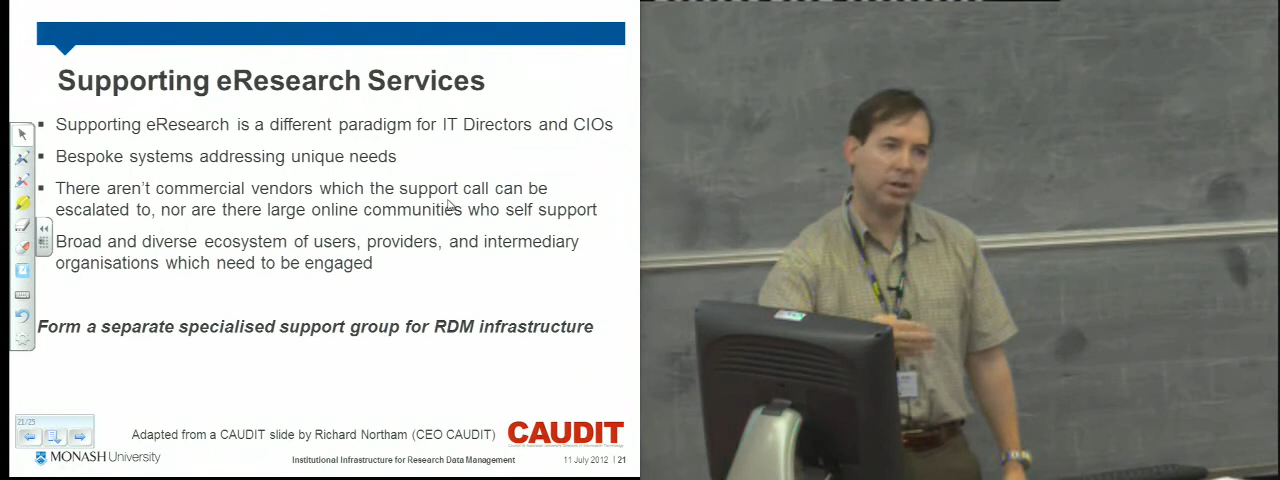 Supporting eResearch Services
▪ Supporting eResearch is a different paradigm for IT Directors and CIOs
▪ Bespoke systems addressing unique needs
▪ There aren't commercial vendors which the support call can be
escalated to, nor are there large online communities who self support
Broad and diverse ecosystem of users, providers, and intermediary
organisations which need to be engaged
Form a separate specialised support group for RDM infrastructure
21/25
Adapted from a CAUDIT slide by Richard Northam (CEO CAUDIT)
CAUDIT
MONASH University
Institutional Infrastructure for Research Data Management
11 July 2012 | 21